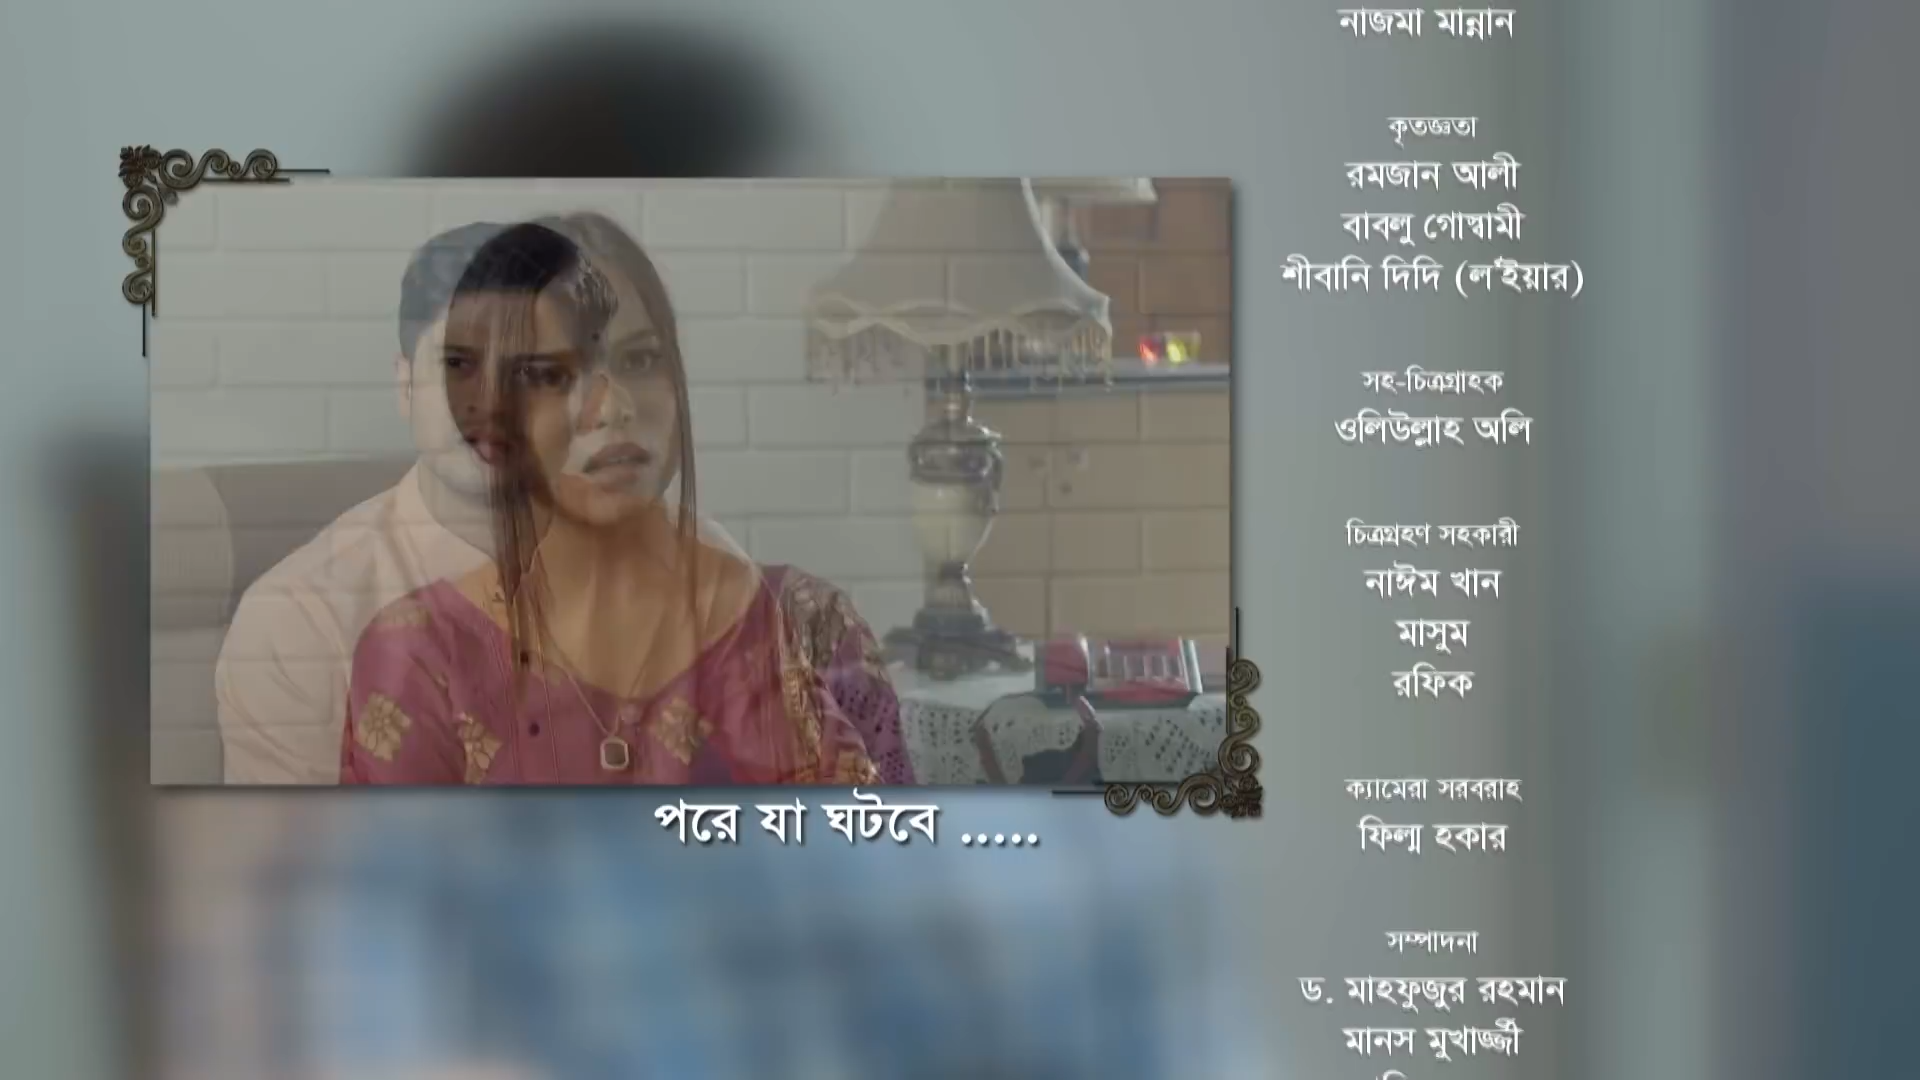 নাজমা মান্নান
কৃতজ্ঞতা
রমজান আলী
বাবলু গোস্বামী
শীবানি দিদি (ল'ইয়ার)
সহ-চিত্রগ্রাহক
ওলিউল্লাহ অলি
চিত্রগ্রহণ সহকারী
নাঈম খান
মাসুম
রফিক
ক্যামেরা সরবরাহ
ফিল্ম হকার
সম্পাদনা
ড. মাহফুজুর রহমান
মানস মুখার্জ্জী
পরে যা ঘটবে .....